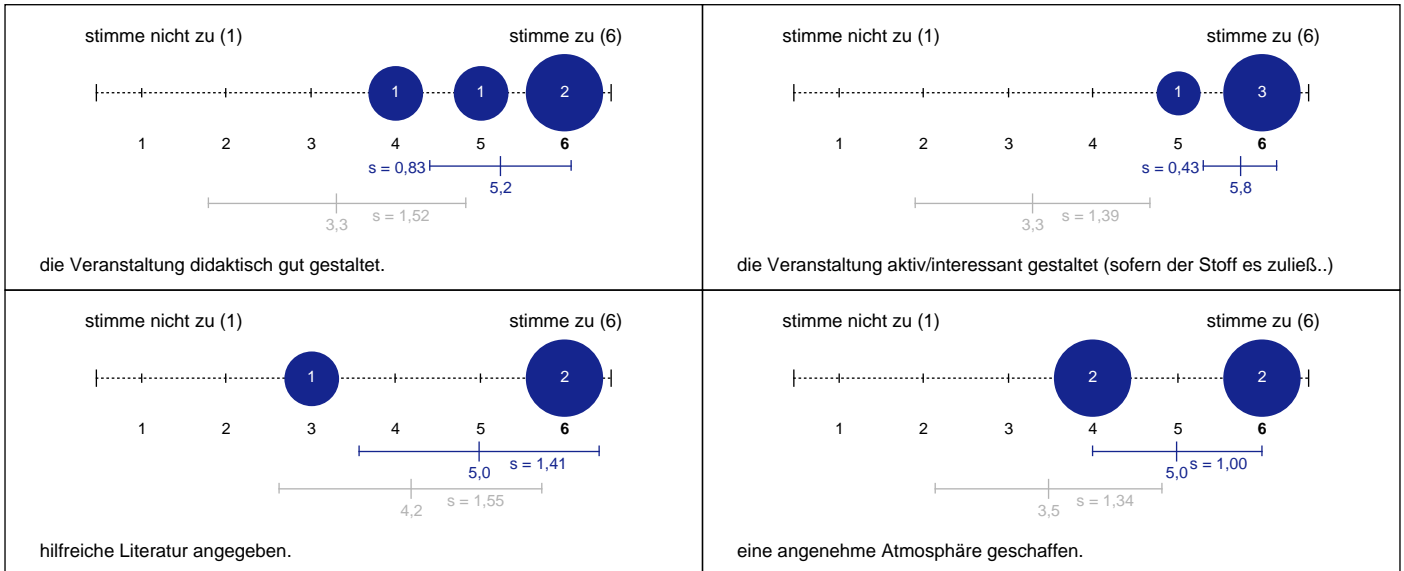 stimme nicht zu (1) stimme zu (6)
1 1 2
1 2 3 4 5 6
s = 0,83
5,2
s = 1,52
3,3
die Veranstaltung didaktisch gut gestaltet.
stimme nicht zu (1) stimme zu (6)
1 3
1 2 3 4 5 6
s = 0,43
5,8
s = 1,39
3,3
die Veranstaltung aktiv/interessant gestaltet (sofern der Stoff es zuließ..)
stimme nicht zu (1) stimme zu (6)
1 2
1 2 3 4 5 6
s = 1,41
5,0
s = 1,55
4,2
hilfreiche Literatur angegeben.
stimme nicht zu (1) stimme zu (6)
2 2
1 2 3 4 5 6
s = 1,00
5,0
s = 1,34
3,5
eine angenehme Atmosphäre geschaffen.